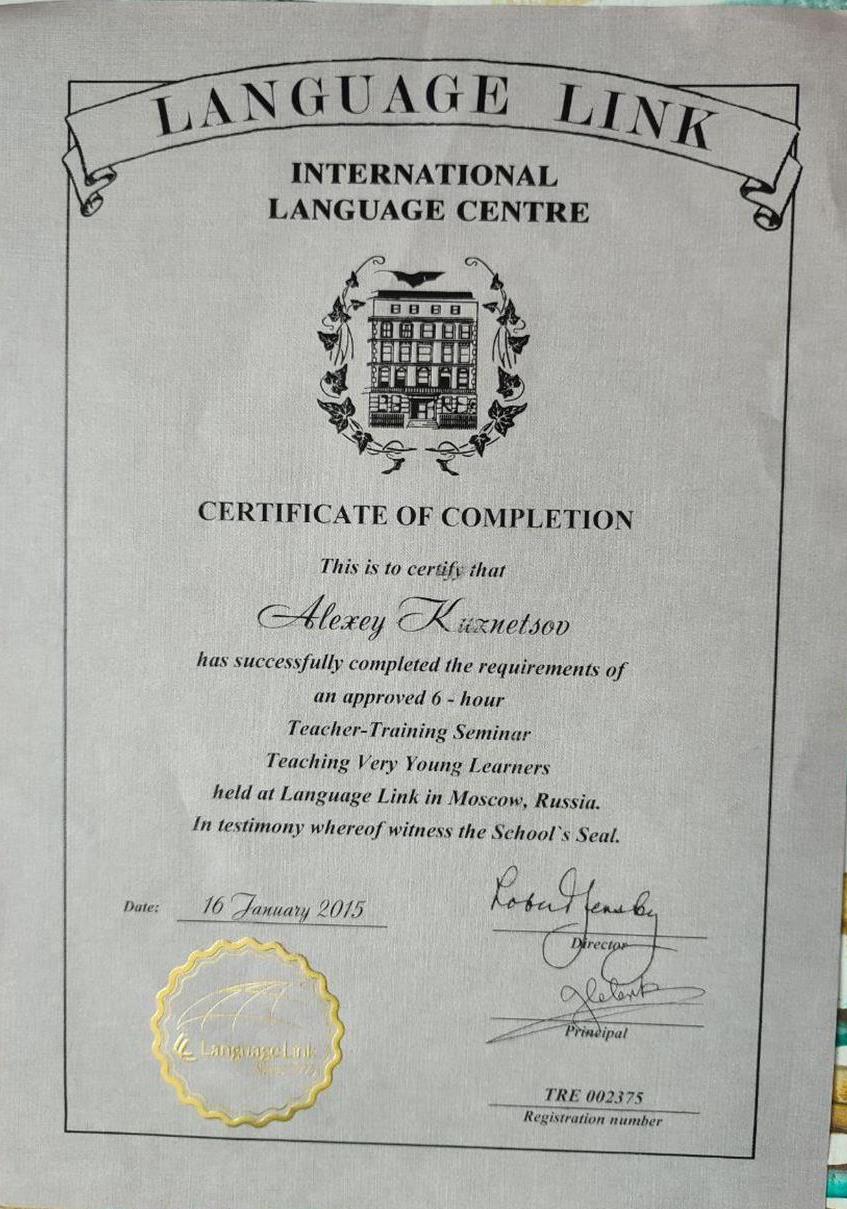 LANGUAGE LINK
INTERNATIONAL
LANGUAGE CENTRE
CERTIFICATE OF COMPLETION
This is to certify that
Alexey Kuznetsov
has successfully completed the requirements of
an approved 6 - hour
Teacher-Training Seminar
Teaching Very Young Learners
held at Language Link in Moscow, Russia.
In testimony whereof witness the School`s Seal.
Date: 16 January 2015
Director
Principal
Language Link
TRE 002375
Registration number